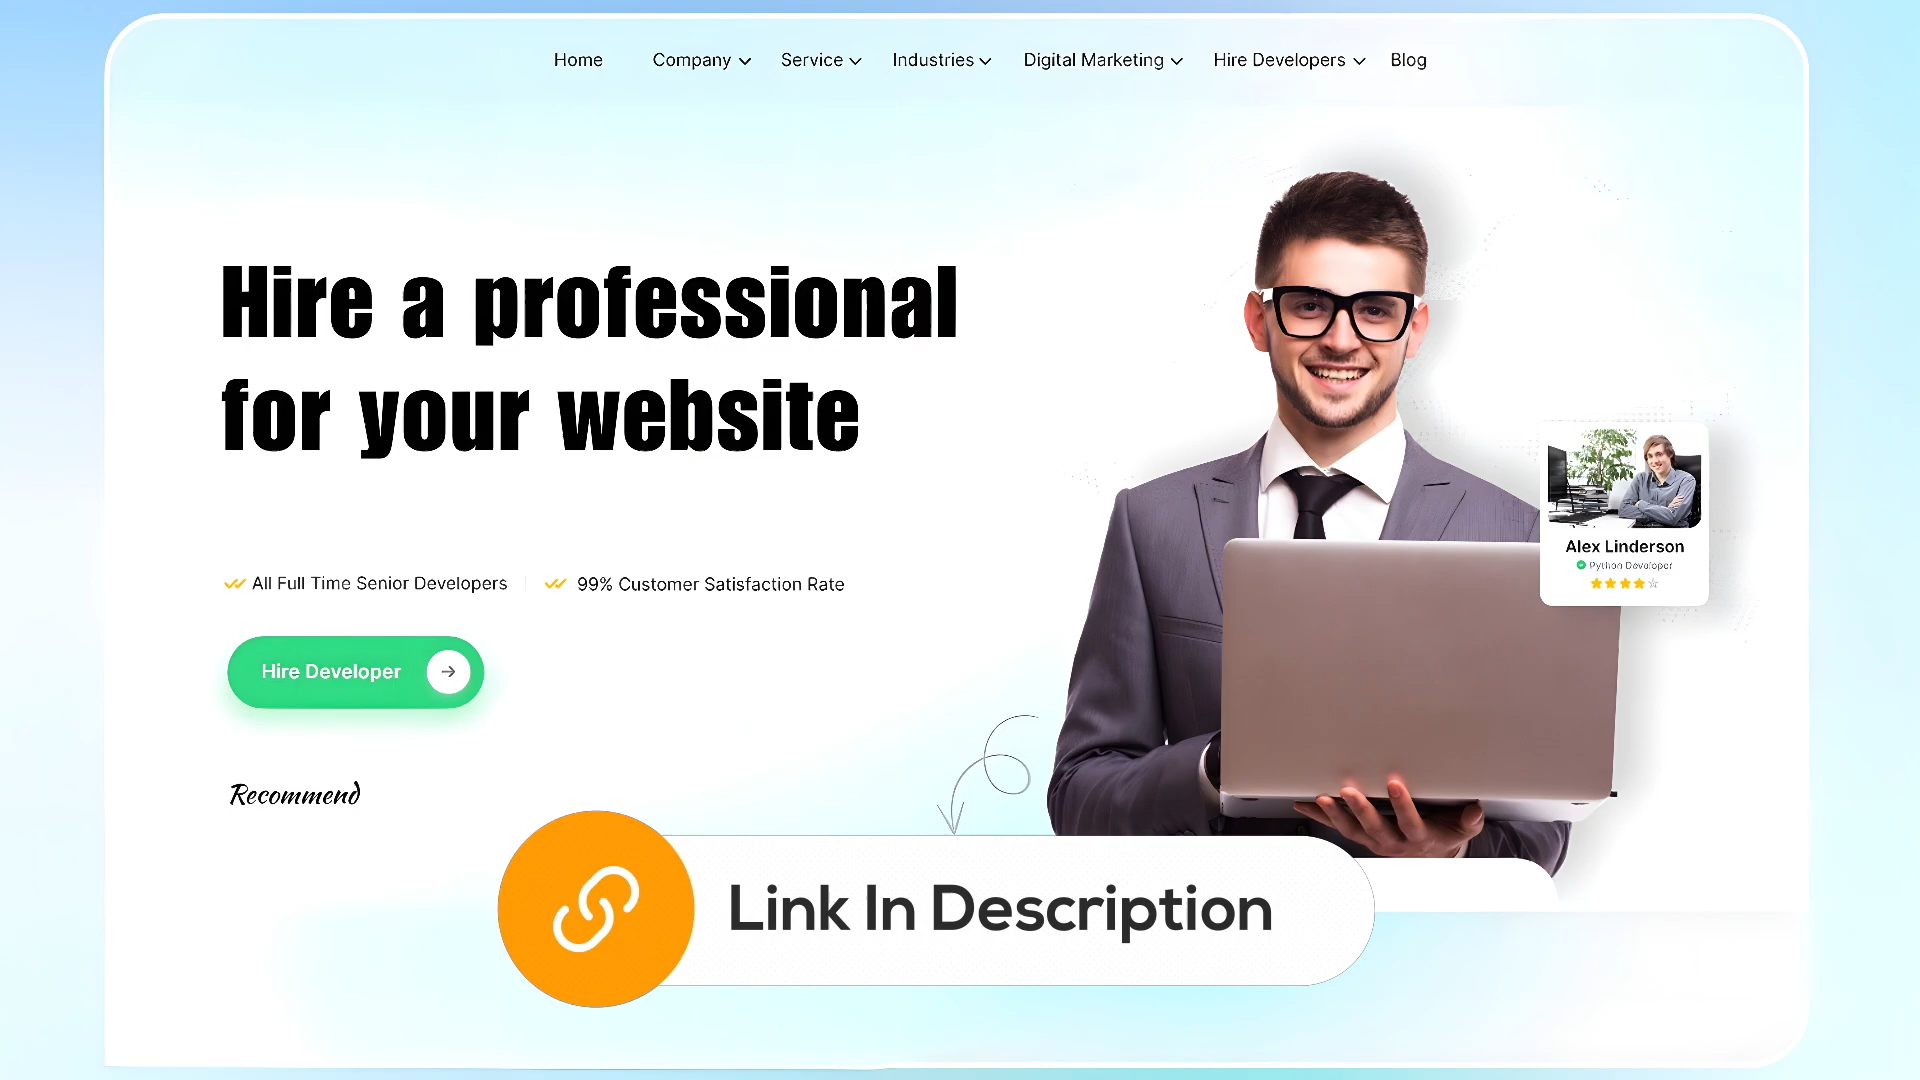 Home Company Service Industries Digital Marketing Hire Developers Blog
Hire a professional
for your website
All Full Time Senior Developers 99% Customer Satisfaction Rate
Hire Developer
Alex Linderson
Python Developer
Recommend
Link In Description